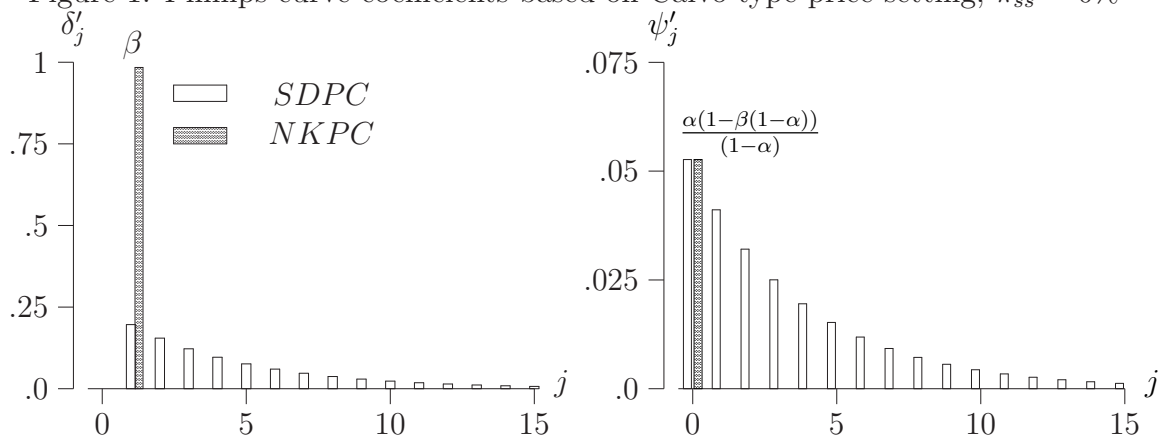 Figure 1: Phillips curve coefficients based on Calvo-type price setting, π_ss = 0%
δ′_j
β
1
.75
.5
.25
.0
SDPC
NKPC
0 5 10 15 j
ψ′_j
.075
α(1−β(1−α))
(1−α)
.05
.025
.0
0 5 10 15 j